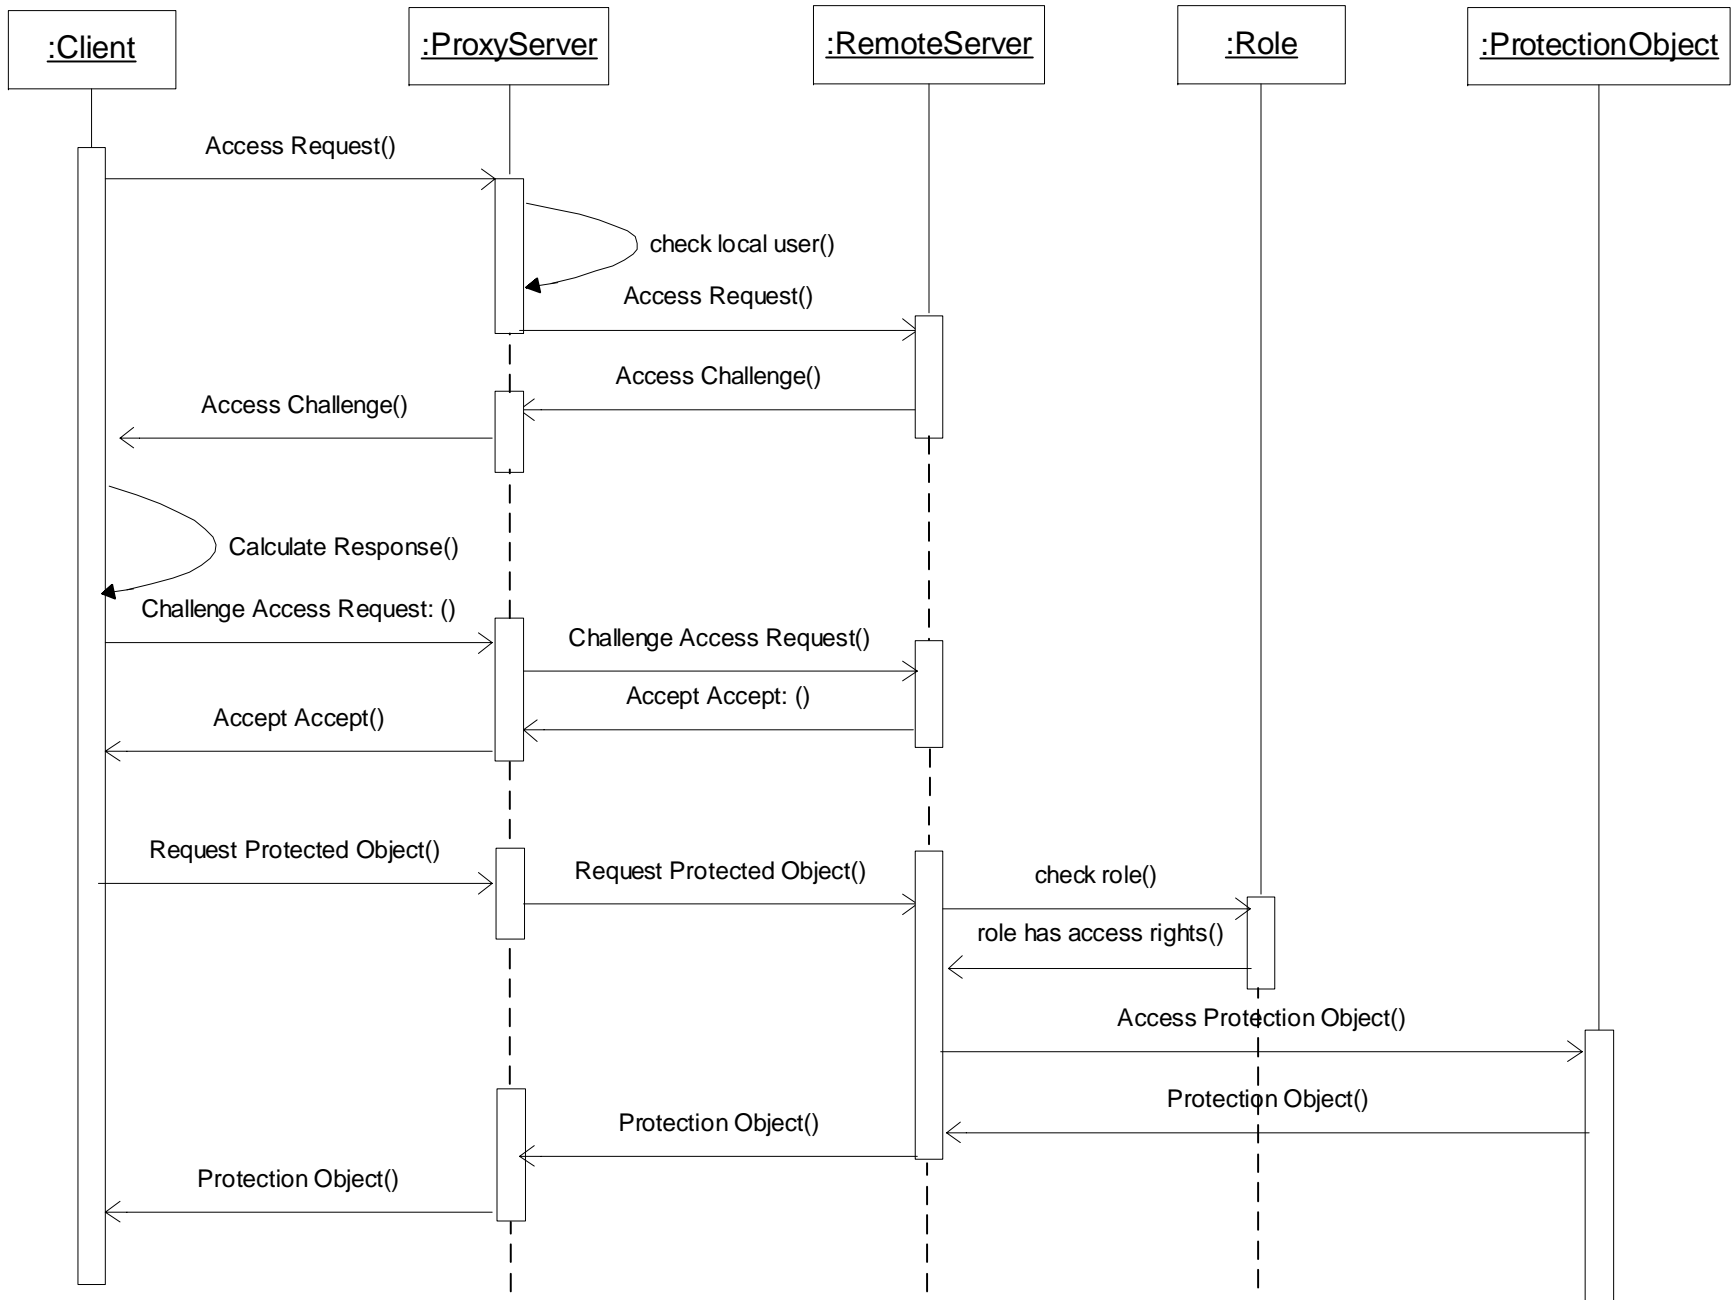 :Client
:ProxyServer
:RemoteServer
:Role
:ProtectionObject
Access Request()
check local user()
Access Request()
Access Challenge()
Access Challenge()
Calculate Response()
Challenge Access Request: ()
Challenge Access Request()
Accept Accept: ()
Accept Accept()
Request Protected Object()
Request Protected Object()
check role()
role has access rights()
Access Protection Object()
Protection Object()
Protection Object()
Protection Object()